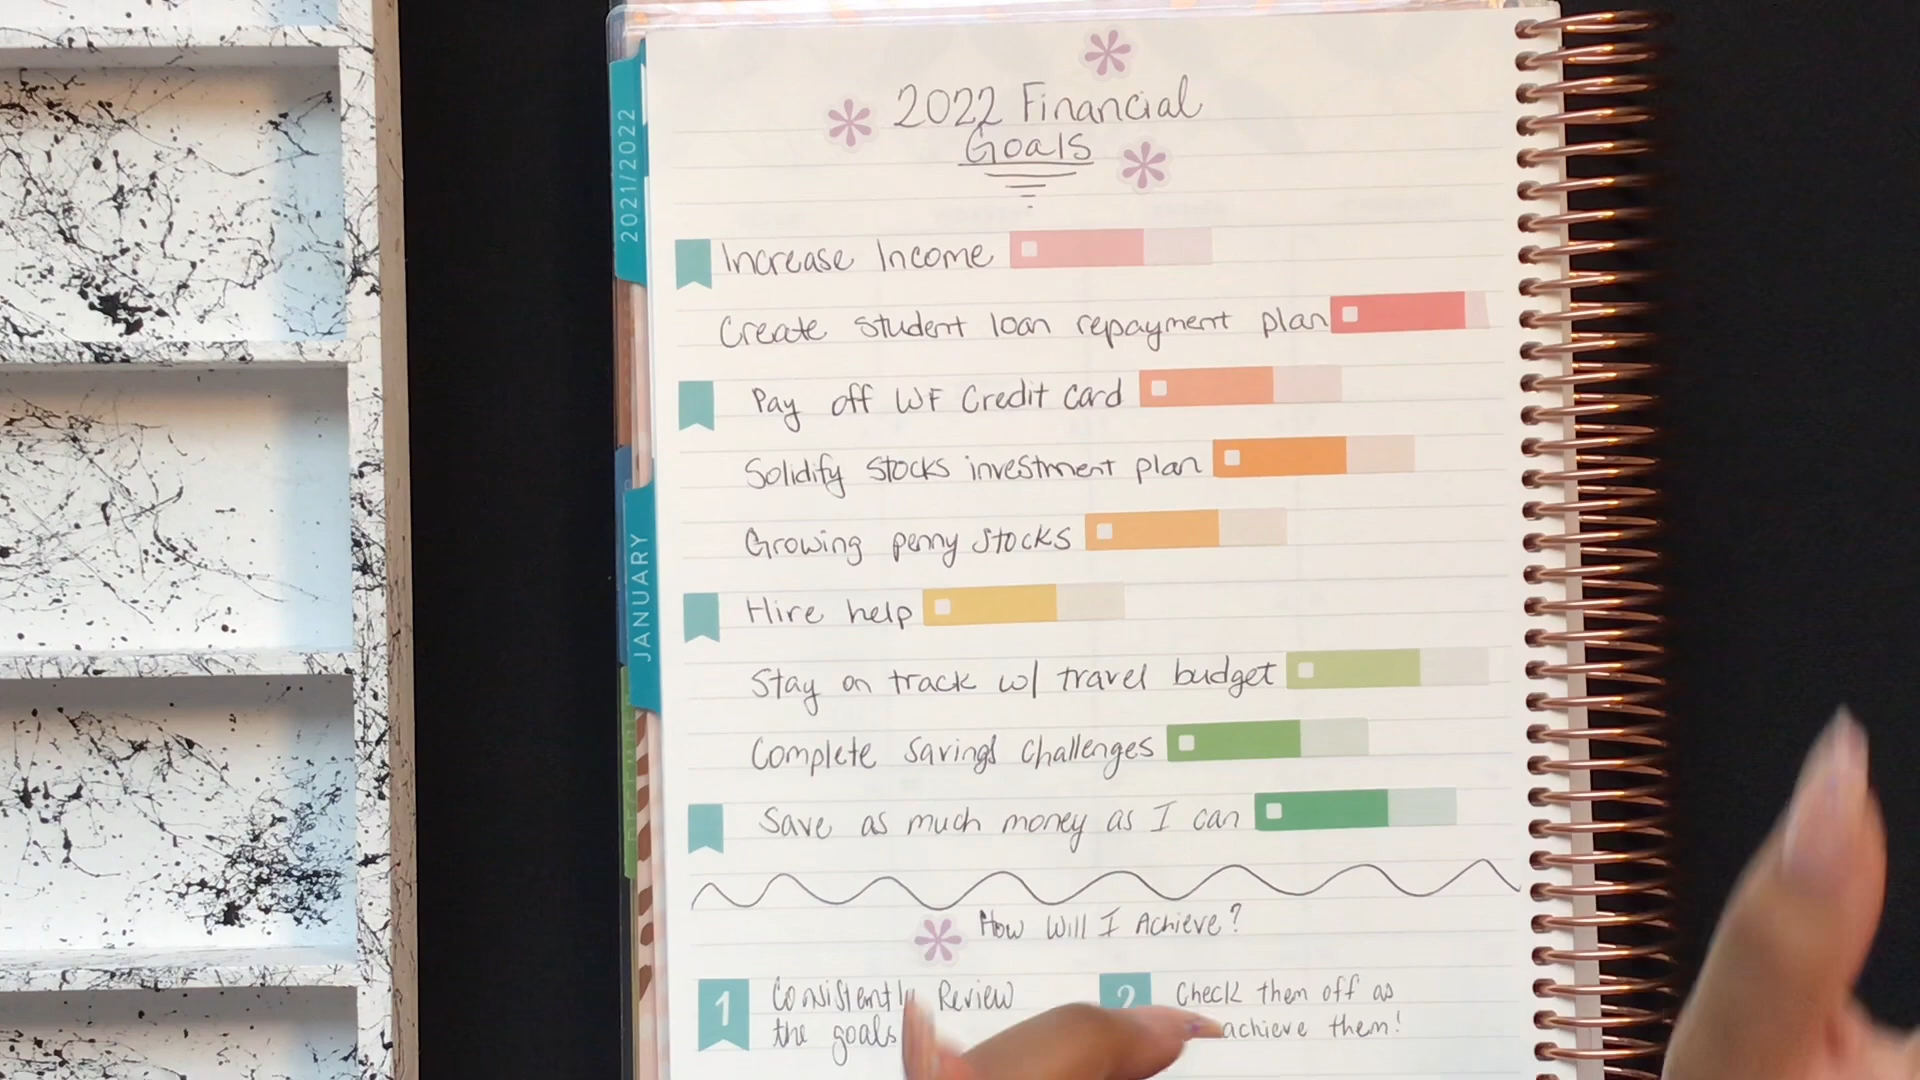 2021/2022
JANUARY
2022 Financial
Goals
Increase Income
Create student loan repayment plan
Pay off WF Credit card
Solidify stocks investment plan
Growing penny stocks
Hire help
Stay on track w/ travel budget
Complete savings challenges
Save as much money as I can
How Will I Achieve?
1 Consistently Review
the goals
2 Check them off as
achieve them!